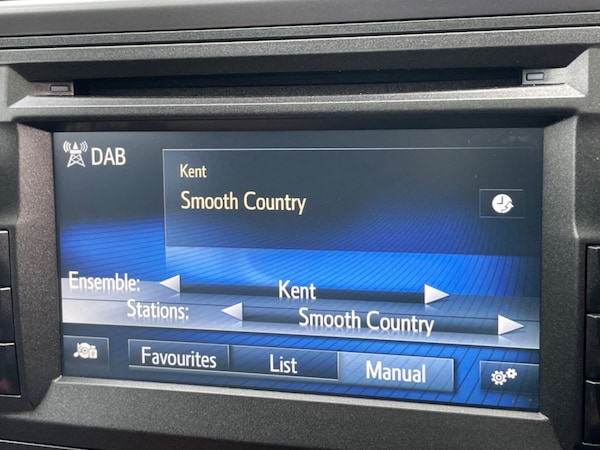 DAB
Kent
Smooth Country
Ensemble: Kent
Stations: Smooth Country
Favourites List Manual